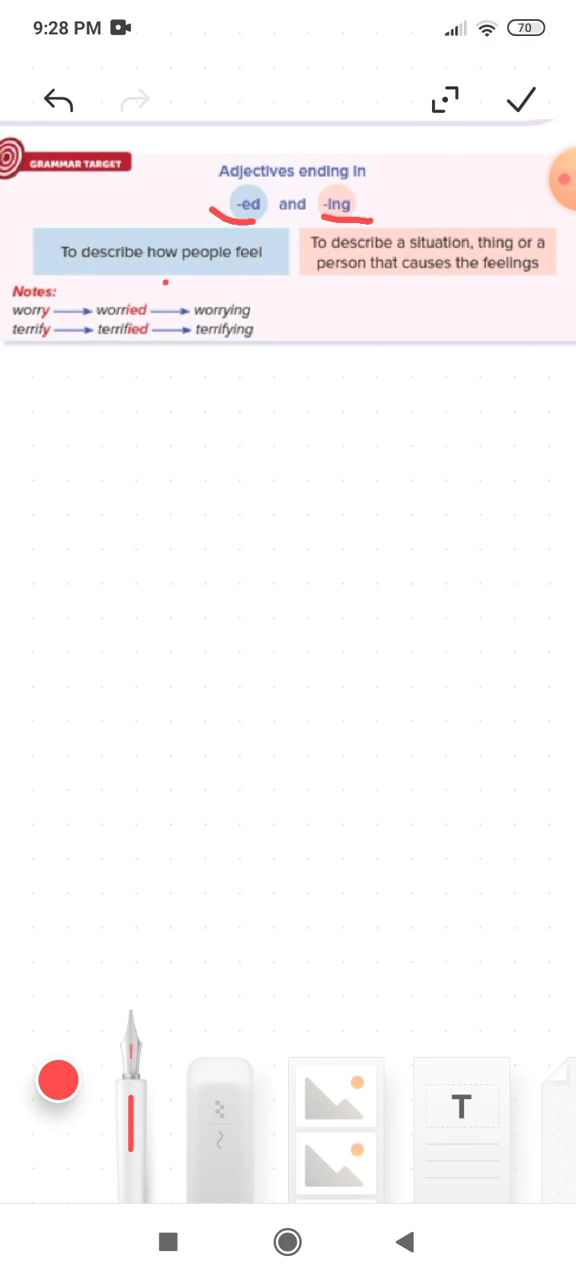 9:28 PM
70
GRAMMAR TARGET
Adjectives ending in
-ed and -ing
To describe how people feel
To describe a situation, thing or a
person that causes the feelings
Notes:
worry worried worrying
terrify terrified terrifying
T